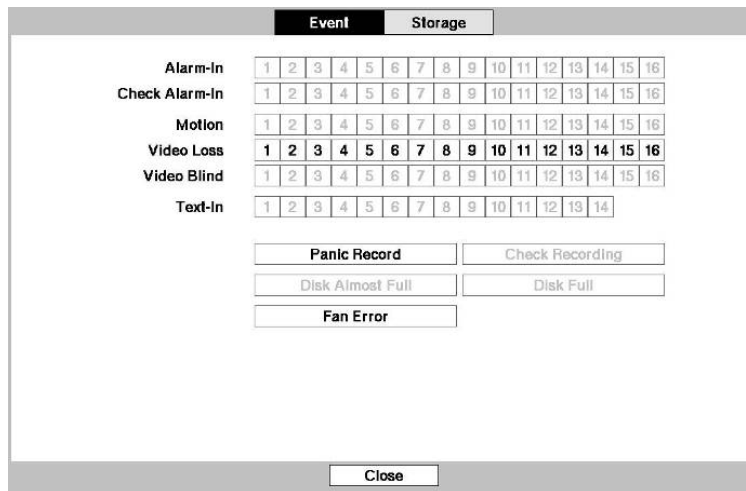 Event Storage
Alarm-In 1 2 3 4 5 6 7 8 9 10 11 12 13 14 15 16
Check Alarm-In 1 2 3 4 5 6 7 8 9 10 11 12 13 14 15 16
Motion 1 2 3 4 5 6 7 8 9 10 11 12 13 14 15 16
Video Loss 1 2 3 4 5 6 7 8 9 10 11 12 13 14 15 16
Video Blind 1 2 3 4 5 6 7 8 9 10 11 12 13 14 15 16
Text-In 1 2 3 4 5 6 7 8 9 10 11 12 13 14
Panic Record Check Recording
Disk Almost Full Disk Full
Fan Error
Close